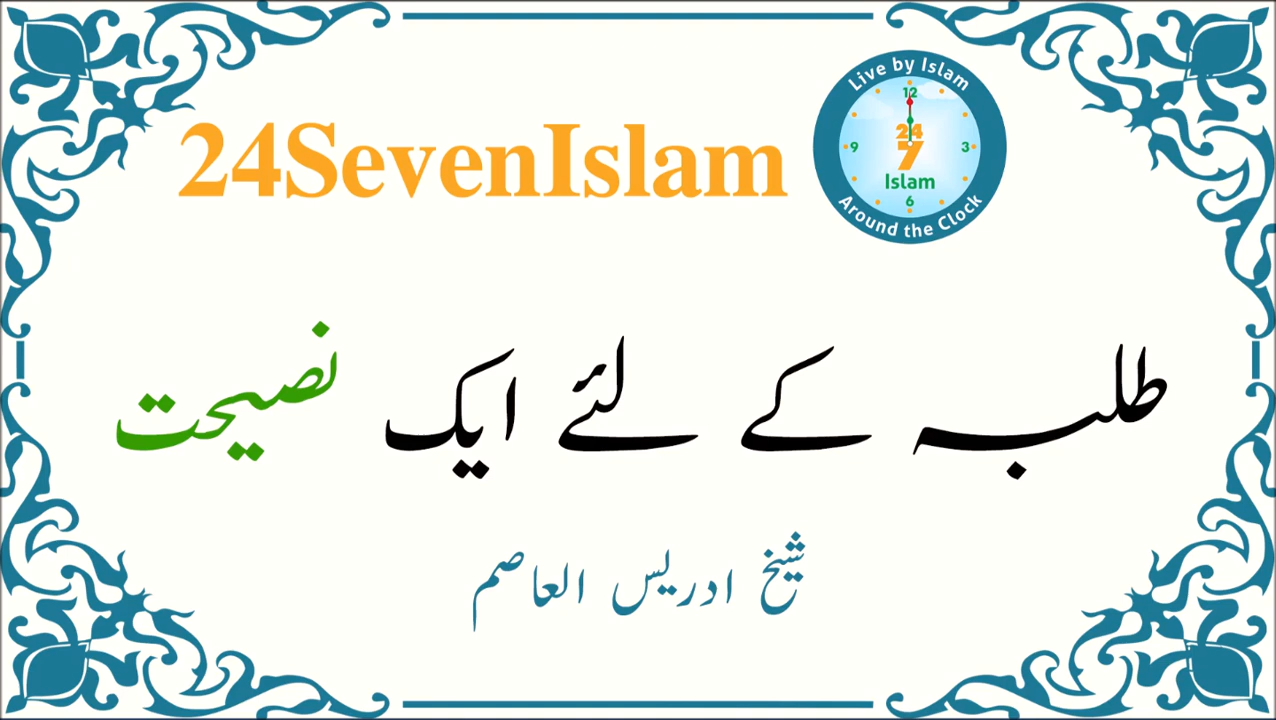 24SevenIslam
Live by Islam
12
9
3
24
7
Islam
6
Around the Clock
طلبہ کے لئے ایک نصیحت
شیخ ادریس العاصم